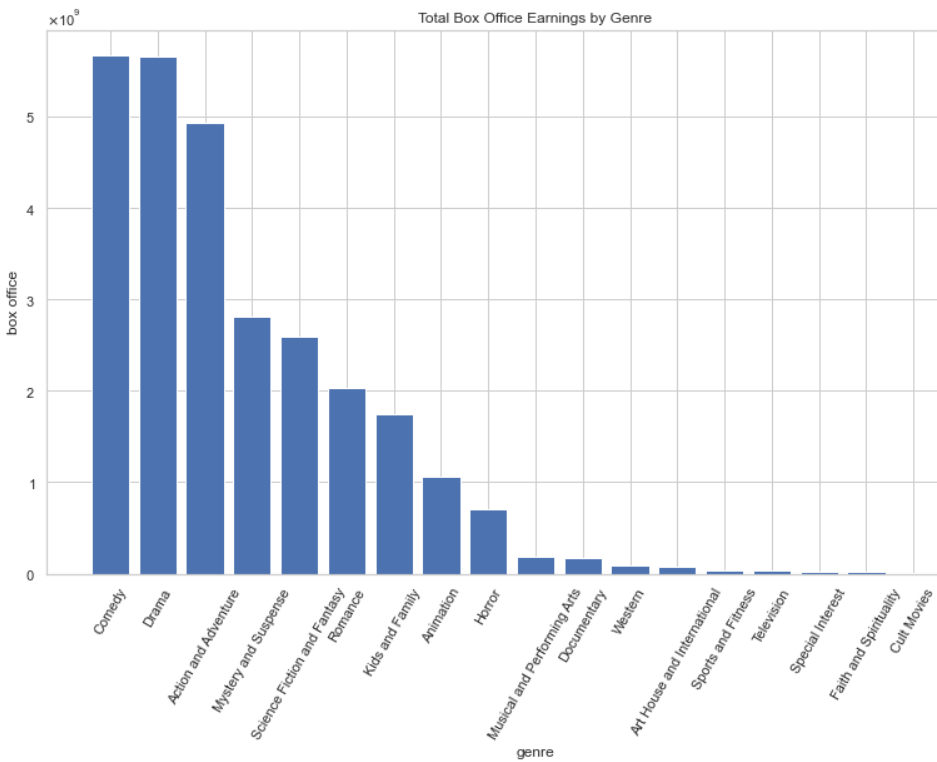 Total Box Office Earnings by Genre
×10⁹
5
4
3
2
1
0
box office
Comedy
Drama
Action and Adventure
Mystery and Suspense
Science Fiction and Fantasy
Romance
Kids and Family
Animation
Horror
Musical and Performing Arts
Documentary
Western
Art House and International
Sports and Fitness
Television
Special Interest
Faith and Spirituality
Cult Movies
genre